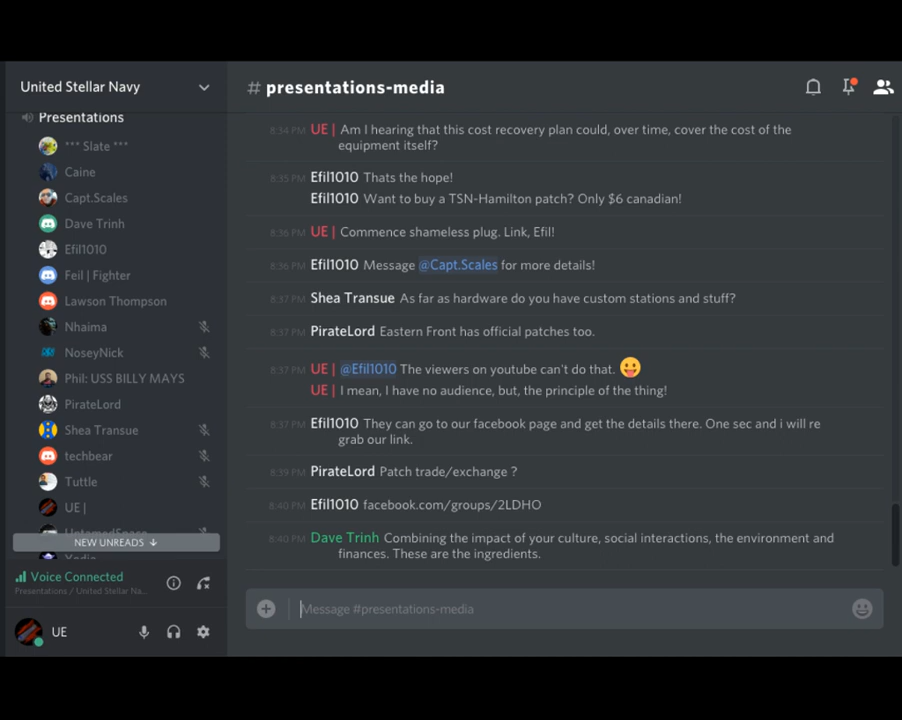 United Stellar Navy
# presentations-media
Presentations
*** Slate ***
Caine
Capt.Scales
Dave Trinh
Efil1010
Feil | Fighter
Lawson Thompson
Nhaima
NoseyNick
Phil: USS BILLY MAYS
PirateLord
Shea Transue
techbear
Tuttle
UE |
NEW UNREADS ↓
Voice Connected
Presentations / United Stellar Na...
UE
8:34 PM UE | Am I hearing that this cost recovery plan could, over time, cover the cost of the
equipment itself?
8:35 PM Efil1010 Thats the hope!
Efil1010 Want to buy a TSN-Hamilton patch? Only $6 canadian!
8:36 PM UE | Commence shameless plug. Link, Efil!
8:36 PM Efil1010 Message @Capt.Scales for more details!
8:37 PM Shea Transue As far as hardware do you have custom stations and stuff?
8:37 PM PirateLord Eastern Front has official patches too.
8:37 PM UE | @Efil1010 The viewers on youtube can't do that. 😛
UE | I mean, I have no audience, but, the principle of the thing!
8:37 PM Efil1010 They can go to our facebook page and get the details there. One sec and i will re
grab our link.
8:39 PM PirateLord Patch trade/exchange ?
8:40 PM Efil1010 facebook.com/groups/2LDHO
8:40 PM Dave Trinh Combining the impact of your culture, social interactions, the environment and
finances. These are the ingredients.
Message #presentations-media